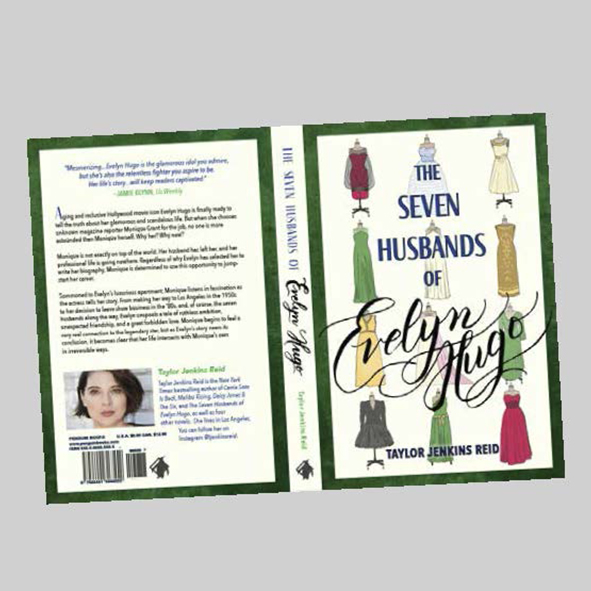 "Mesmerizing... Evelyn Hugo is the glamorous idol you admire,
but she's also the relentless fighter you aspire to be.
Her life's story... will keep readers captivated."
-JAMIE BLYNN, Us Weekly
Aging and reclusive Hollywood movie icon Evelyn Hugo is finally ready to
tell the truth about her glamorous and scandalous life. But when she chooses
unknown magazine reporter Monique Grant for the job, no one is more
astounded than Monique herself. Why her? Why now?
Monique is not exactly on top of the world. Her husband has left her, and her
professional life is going nowhere. Regardless of why Evelyn has selected her to
write her biography, Monique is determined to use this opportunity to jump-
start her career.
Summoned to Evelyn's luxurious apartment, Monique listens in fascination as
the actress tells her story. From making her way to Los Angeles in the 1950s
to her decision to leave show business in the '80s, and, of course, the seven
husbands along the way, Evelyn unspools a tale of ruthless ambition,
unexpected friendship, and a great forbidden love. Monique begins to feel a
very real connection to the legendary star, but as Evelyn's story nears its
conclusion, it becomes clear that her life intersects with Monique's own
in irreversible ways.
Taylor Jenkins Reid
Taylor Jenkins Reid is the New York
Times bestselling author of Carrie Soto
Is Back, Malibu Rising, Daisy Jones &
The Six, and The Seven Husbands of
Evelyn Hugo, as well as four
other novels. She lives in Los Angeles.
You can follow her on
Instagram @tjenkinsreid.
PENGUIN BOOKS
www.penguinbooks.com
THE SEVEN HUSBANDS OF
Evelyn Hugo
Taylor Jenkins Reid
THE
SEVEN
HUSBANDS
OF
Evelyn
Hugo
TAYLOR JENKINS REID